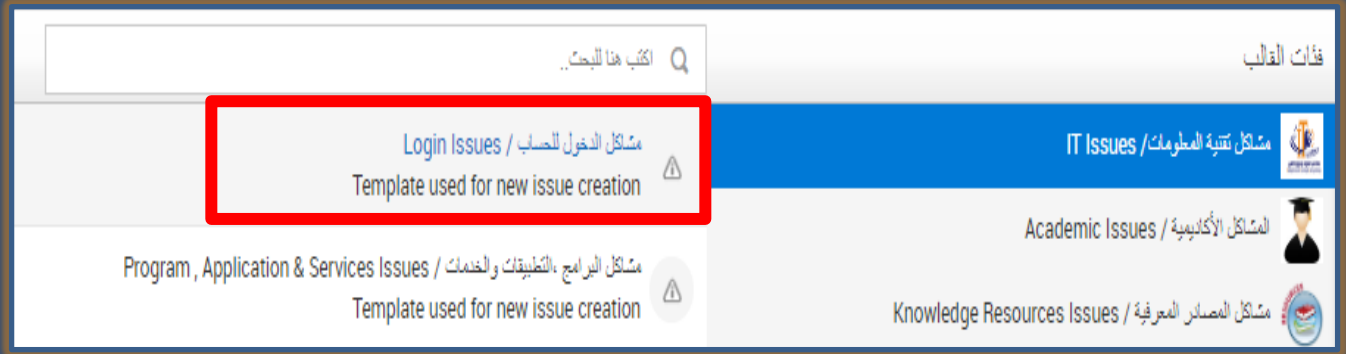 فئات القالب
اكتب هنا للبحث..
مشاكل تقنية المعلومات/ IT Issues
المشاكل الأكاديمية / Academic Issues
مشاكل المصادر المعرفية / Knowledge Resources Issues
مشاكل الدخول للحساب / Login Issues
Template used for new issue creation
مشاكل البرامج ،التطبيقات والخدمات / Program , Application & Services Issues
Template used for new issue creation